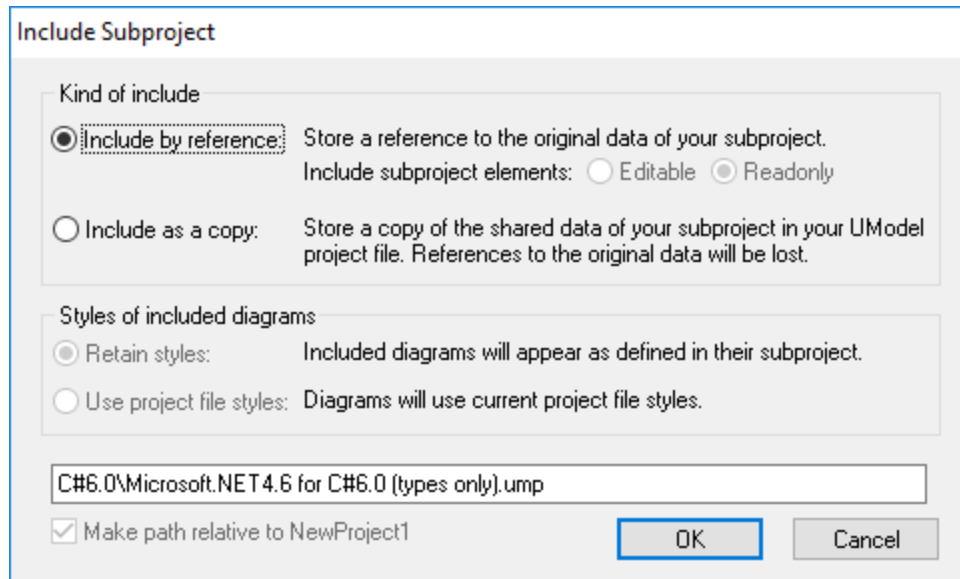 Include Subproject
Kind of include
Include by reference: Store a reference to the original data of your subproject.
Include subproject elements: Editable Readonly
Include as a copy: Store a copy of the shared data of your subproject in your UModel
project file. References to the original data will be lost.
Styles of included diagrams
Retain styles: Included diagrams will appear as defined in their subproject.
Use project file styles: Diagrams will use current project file styles.
C#6.0\Microsoft.NET4.6 for C#6.0 (types only).ump
Make path relative to NewProject1 OK Cancel